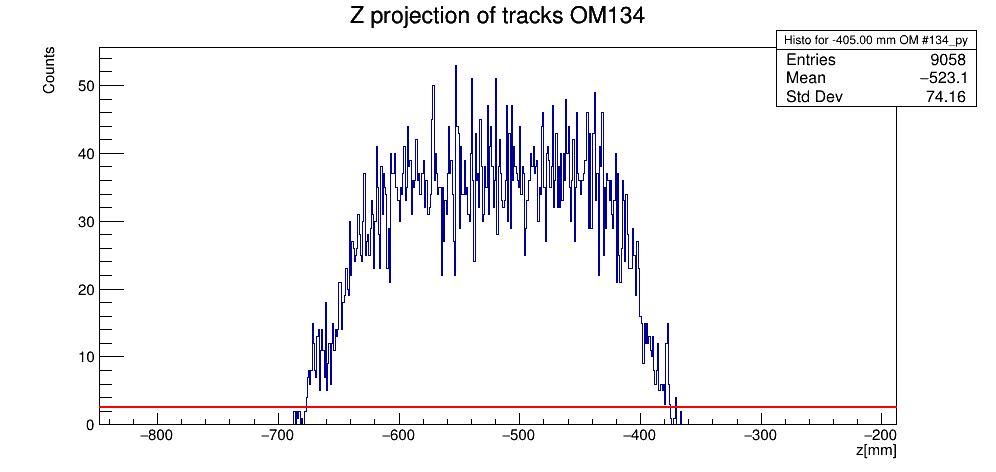 Z projection of tracks OM134
Histo for -405.00 mm OM #134_py
Entries 9058
Mean −523.1
Std Dev 74.16
Counts
50
40
30
20
10
0
−800 −700 −600 −500 −400 −300 −200
z[mm]